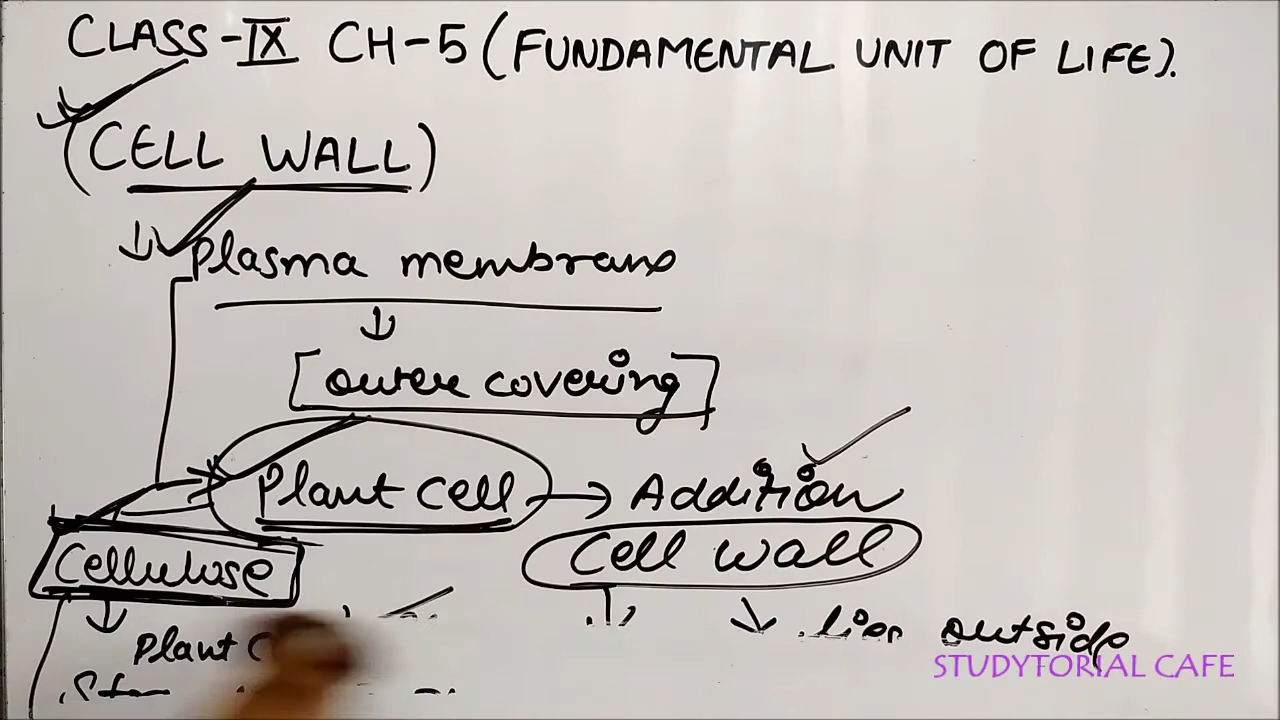 CLASS-IX CH-5 (FUNDAMENTAL UNIT OF LIFE).
(CELL WALL)
Plasma membrane
[outer covering]
Plant cell → Addition
Cellulose
Cell wall
lies outside
Plant
STUDYTORIAL CAFE